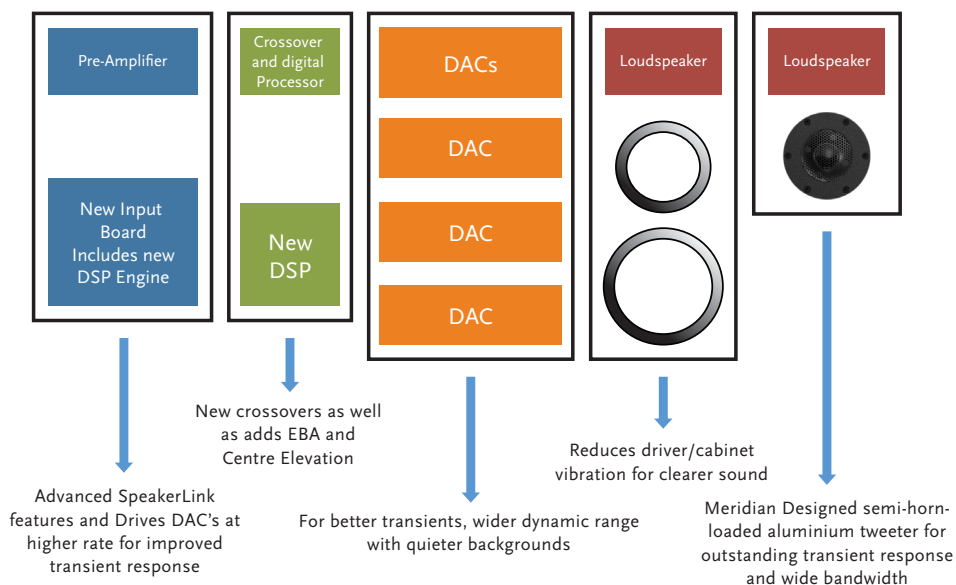 Pre-Amplifier
New Input
Board
Includes new
DSP Engine
Crossover
and digital
Processor
New
DSP
DACs
DAC
DAC
DAC
Loudspeaker
Loudspeaker
Advanced SpeakerLink
features and Drives DAC's at
higher rate for improved
transient response
New crossovers as well
as adds EBA and
Centre Elevation
For better transients, wider dynamic range
with quieter backgrounds
Reduces driver/cabinet
vibration for clearer sound
Meridian Designed semi-horn-
loaded aluminium tweeter for
outstanding transient response
and wide bandwidth